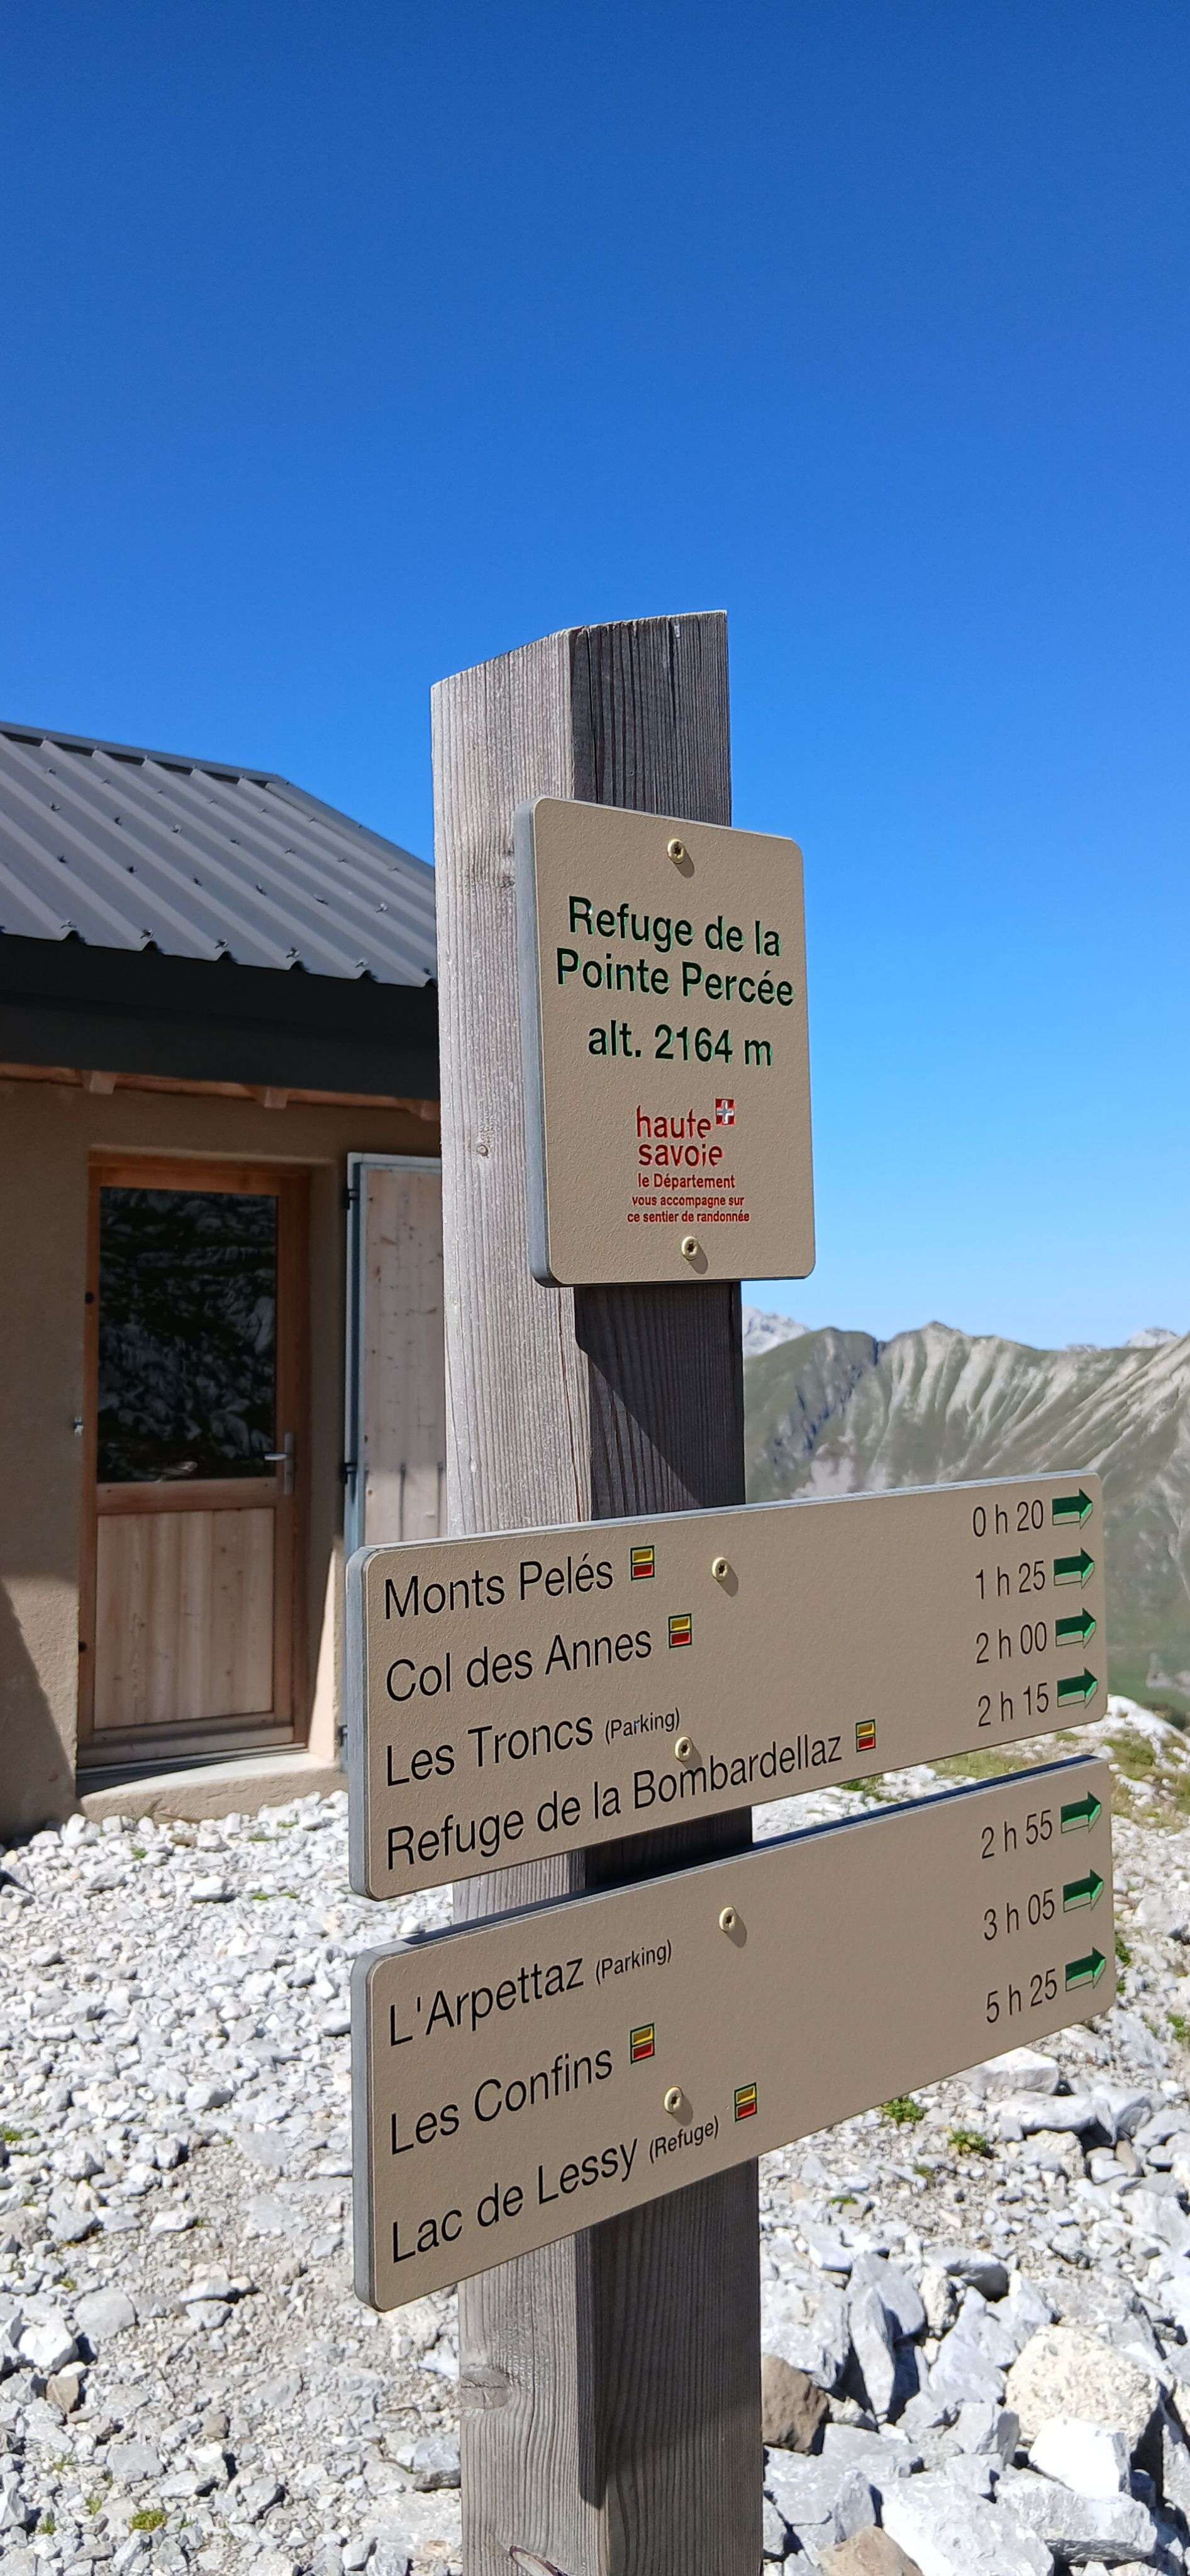 Refuge de la
Pointe Percée
alt. 2164 m
haute
savoie
le Département
vous accompagne sur
ce sentier de randonnée
Monts Pelés 0 h 20
Col des Annes 1 h 25
Les Troncs (Parking) 2 h 00
Refuge de la Bombardellaz 2 h 15
L'Arpettaz (Parking) 2 h 55
Les Confins 3 h 05
Lac de Lessy (Refuge) 5 h 25